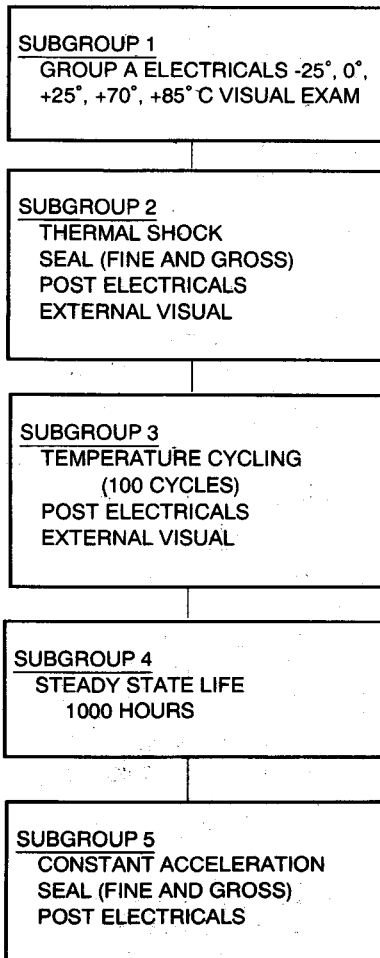 SUBGROUP 1
GROUP A ELECTRICALS -25°, 0°,
+25°, +70°, +85°C VISUAL EXAM
SUBGROUP 2
THERMAL SHOCK
SEAL (FINE AND GROSS)
POST ELECTRICALS
EXTERNAL VISUAL
SUBGROUP 3
TEMPERATURE CYCLING
(100 CYCLES)
POST ELECTRICALS
EXTERNAL VISUAL
SUBGROUP 4
STEADY STATE LIFE
1000 HOURS
SUBGROUP 5
CONSTANT ACCELERATION
SEAL (FINE AND GROSS)
POST ELECTRICALS